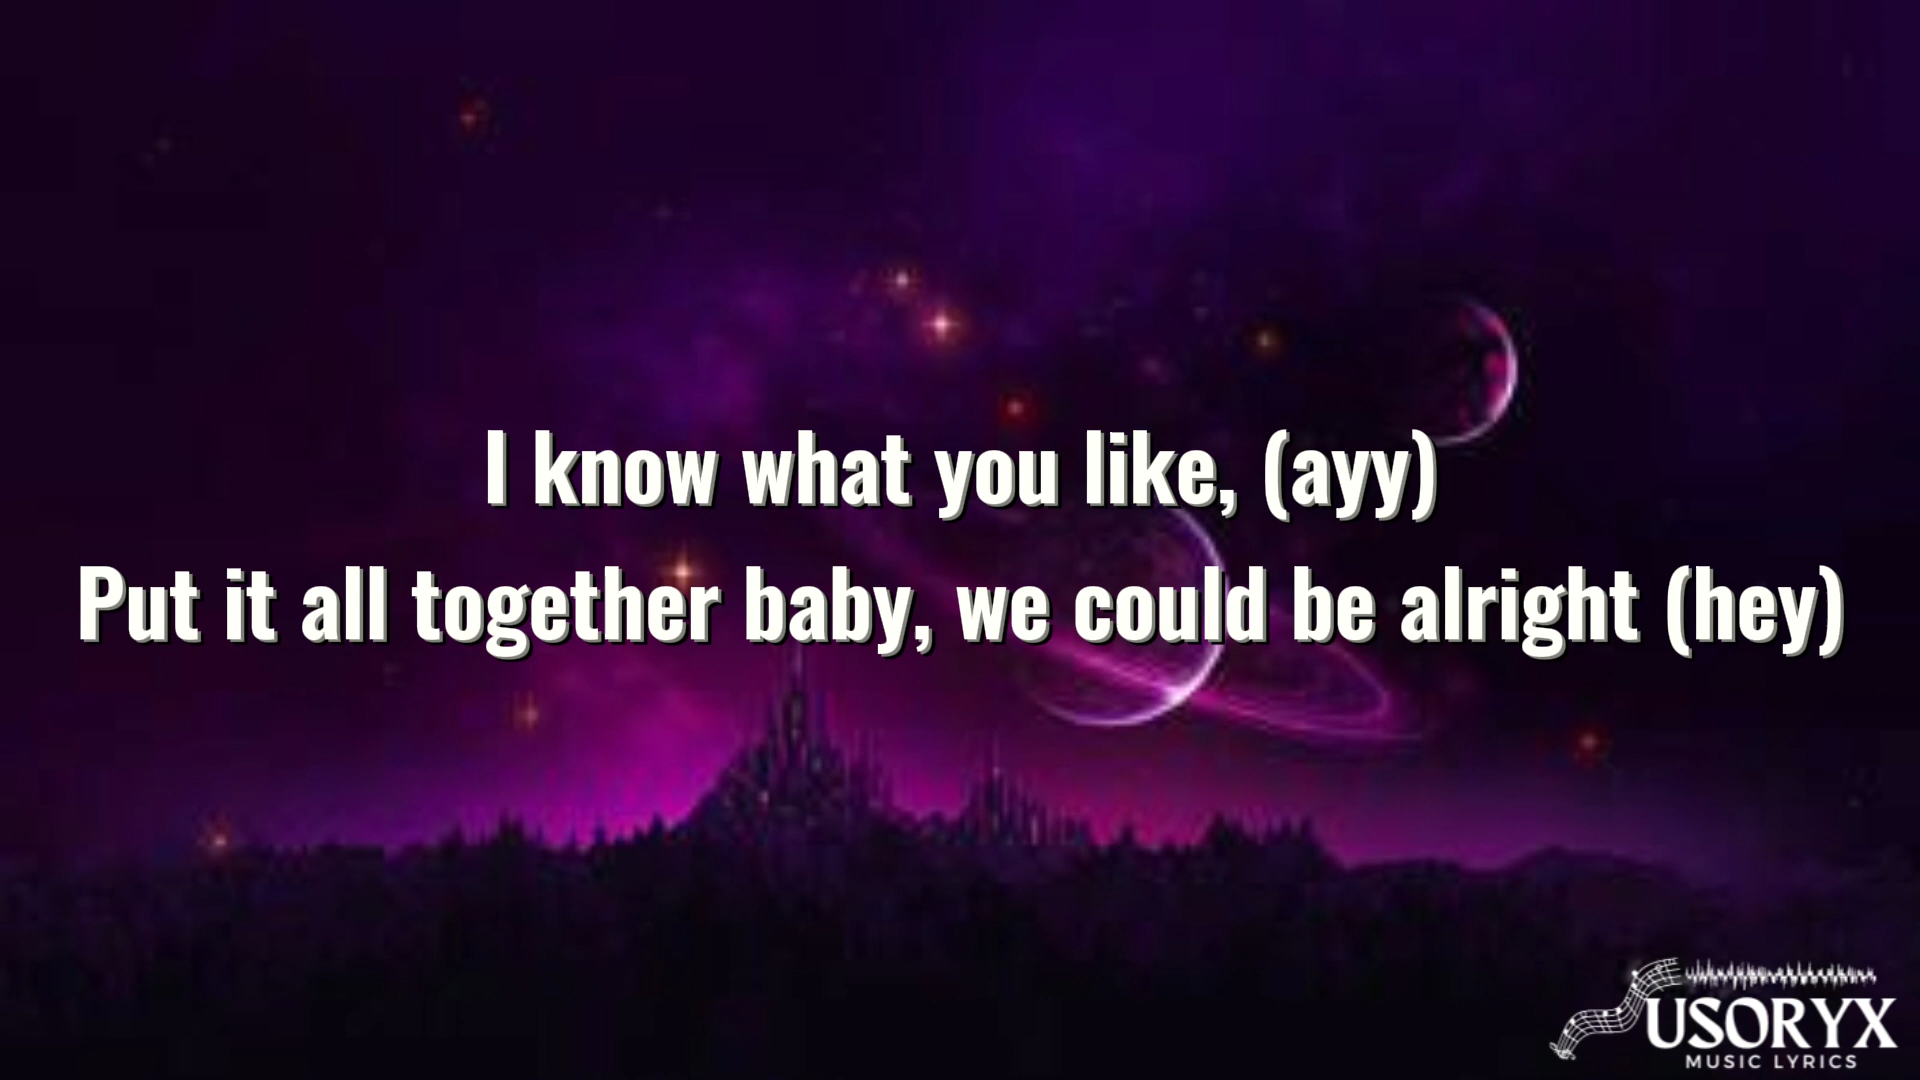 I know what you like, (ayy)
Put it all together baby, we could be alright (hey)
USORYX
MUSIC LYRICS